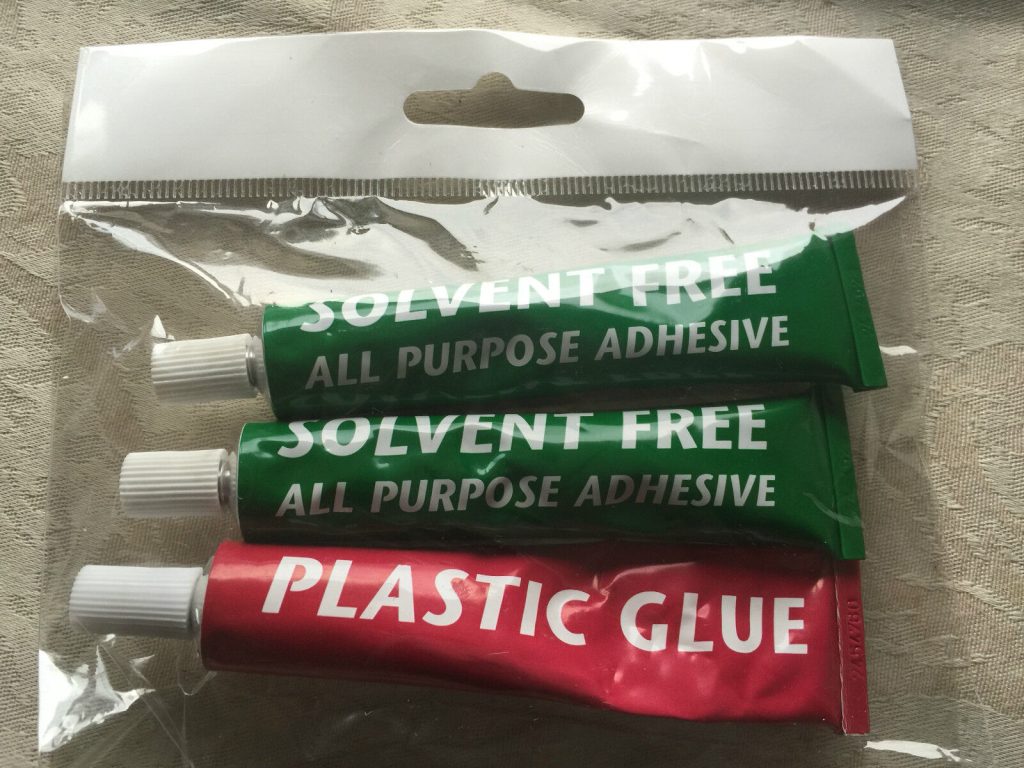 SOLVENT FREE
ALL PURPOSE ADHESIVE
SOLVENT FREE
ALL PURPOSE ADHESIVE
PLASTIC GLUE